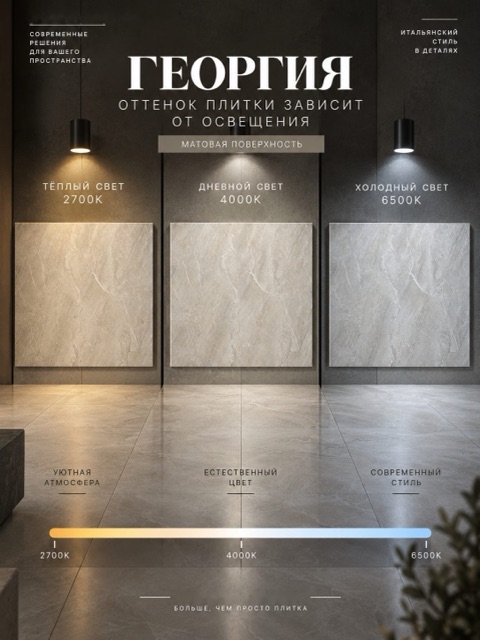 СОВРЕМЕННЫЕ
РЕШЕНИЯ
ДЛЯ ВАШЕГО
ПРОСТРАНСТВА
ИТАЛЬЯНСКИЙ
СТИЛЬ
В ДЕТАЛЯХ
ГЕОРГИЯ
ОТТЕНОК ПЛИТКИ ЗАВИСИТ
ОТ ОСВЕЩЕНИЯ
МАТОВАЯ ПОВЕРХНОСТЬ
ТЁПЛЫЙ СВЕТ
2700K
ДНЕВНОЙ СВЕТ
4000K
ХОЛОДНЫЙ СВЕТ
6500K
УЮТНАЯ
АТМОСФЕРА
ЕСТЕСТВЕННЫЙ
ЦВЕТ
СОВРЕМЕННЫЙ
СТИЛЬ
2700K
4000K
6500K
БОЛЬШЕ, ЧЕМ ПРОСТО ПЛИТКА